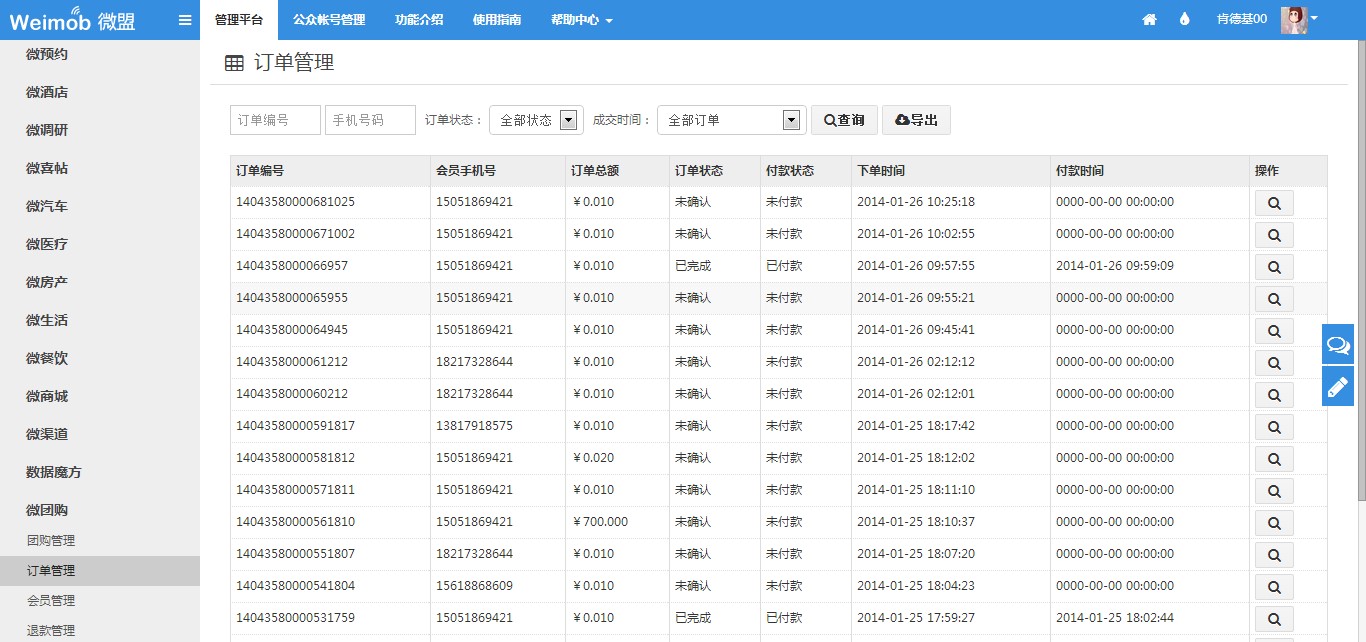 Weimob 微盟 管理平台 公众帐号管理 功能介绍 使用指南 帮助中心 肯德基00
微预约
微酒店
微调研
微喜帖
微汽车
微医疗
微房产
微生活
微餐饮
微商城
微渠道
数据魔方
微团购
团购管理
订单管理
会员管理
退款管理
订单管理
订单编号 手机号码 订单状态： 全部状态 成交时间： 全部订单 查询 导出
订单编号 会员手机号 订单总额 订单状态 付款状态 下单时间 付款时间 操作
14043580000681025 15051869421 ¥0.010 未确认 未付款 2014-01-26 10:25:18 0000-00-00 00:00:00
14043580000671002 15051869421 ¥0.010 未确认 未付款 2014-01-26 10:02:55 0000-00-00 00:00:00
1404358000066957 15051869421 ¥0.010 已完成 已付款 2014-01-26 09:57:55 2014-01-26 09:59:09
1404358000065955 15051869421 ¥0.010 未确认 未付款 2014-01-26 09:55:21 0000-00-00 00:00:00
1404358000064945 15051869421 ¥0.010 未确认 未付款 2014-01-26 09:45:41 0000-00-00 00:00:00
1404358000061212 18217328644 ¥0.010 未确认 未付款 2014-01-26 02:12:12 0000-00-00 00:00:00
1404358000060212 18217328644 ¥0.010 未确认 未付款 2014-01-26 02:12:01 0000-00-00 00:00:00
14043580000591817 13817918575 ¥0.010 未确认 未付款 2014-01-25 18:17:42 0000-00-00 00:00:00
14043580000581812 15051869421 ¥0.020 未确认 未付款 2014-01-25 18:12:02 0000-00-00 00:00:00
14043580000571811 15051869421 ¥0.010 未确认 未付款 2014-01-25 18:11:10 0000-00-00 00:00:00
14043580000561810 15051869421 ¥700.000 未确认 未付款 2014-01-25 18:10:37 0000-00-00 00:00:00
14043580000551807 18217328644 ¥0.010 未确认 未付款 2014-01-25 18:07:20 0000-00-00 00:00:00
14043580000541804 15618868609 ¥0.010 未确认 未付款 2014-01-25 18:04:23 0000-00-00 00:00:00
14043580000531759 15051869421 ¥0.010 已完成 已付款 2014-01-25 17:59:27 2014-01-25 18:02:44